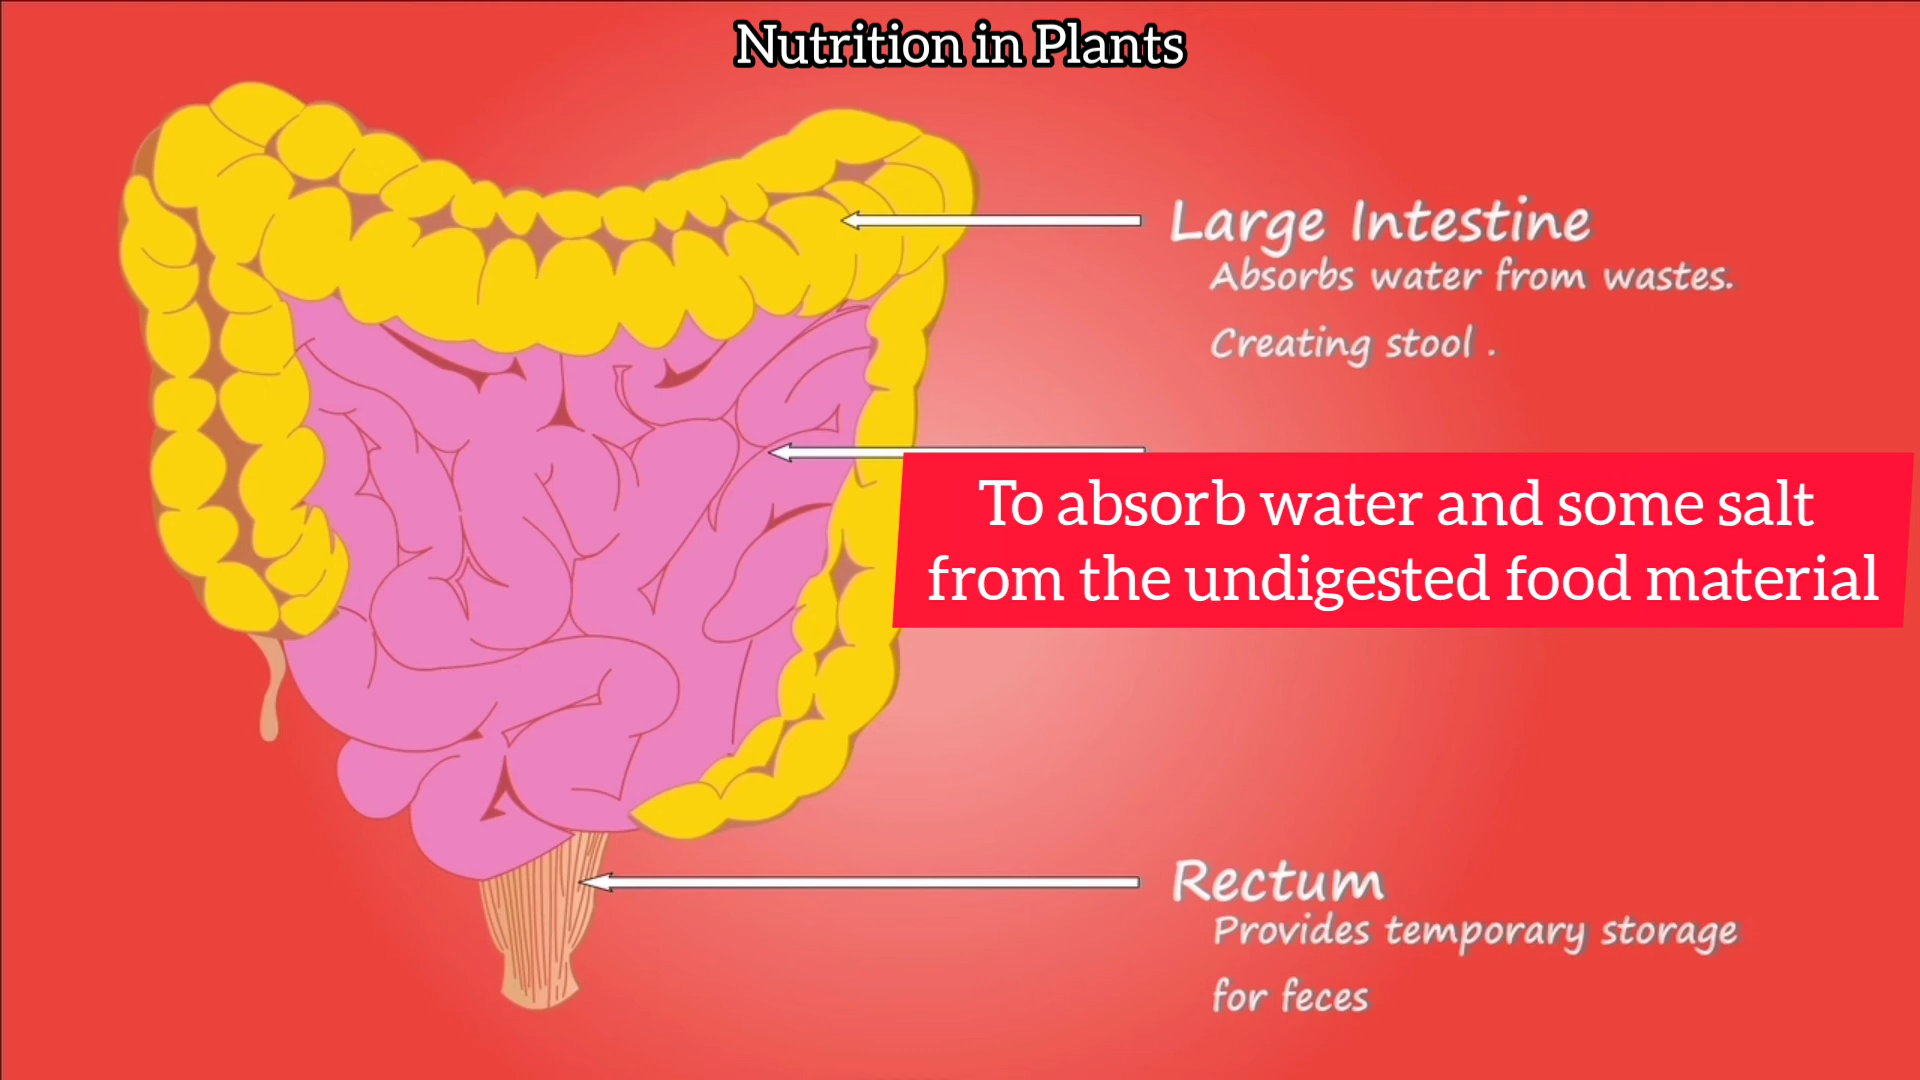 Nutrition in Plants
Large Intestine
Absorbs water from wastes.
Creating stool .
To absorb water and some salt
from the undigested food material
Rectum
Provides temporary storage
for feces